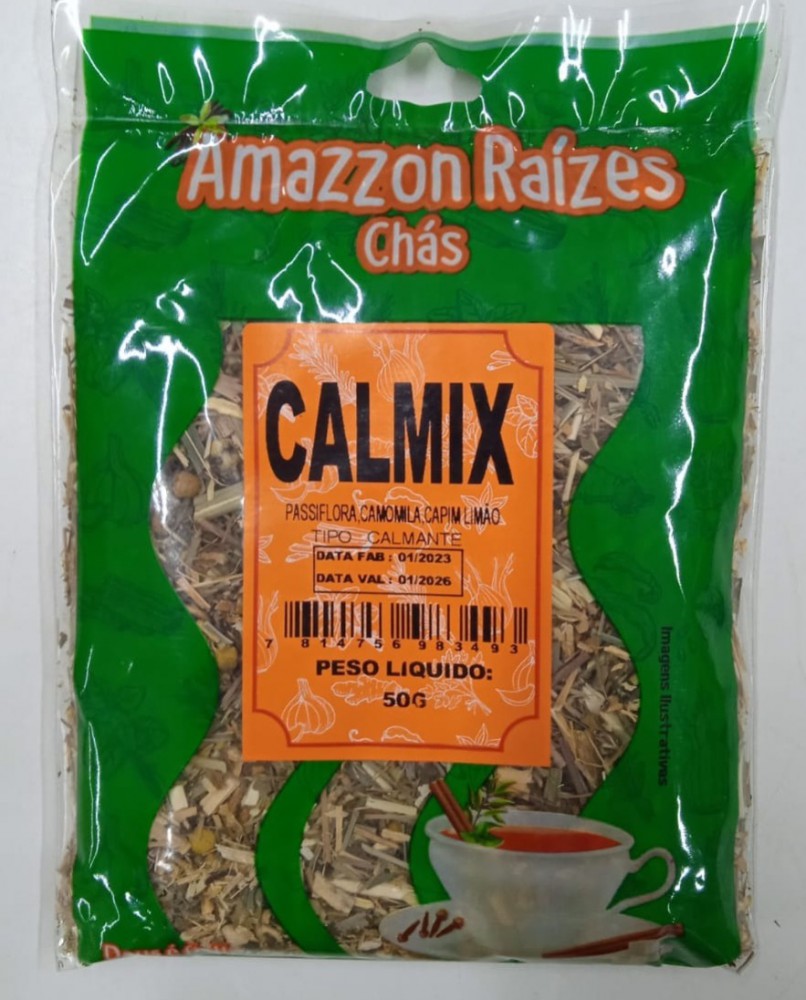 Amazzon Raízes
Chás
CALMIX
PASSIFLORA,CAMOMILA,CAPIM LIMÃO
TIPO CALMANTE
DATA FAB : 01/2023
DATA VAL : 01/2026
7 814756 983493
PESO LIQUIDO:
50G
Imagens ilustrativas